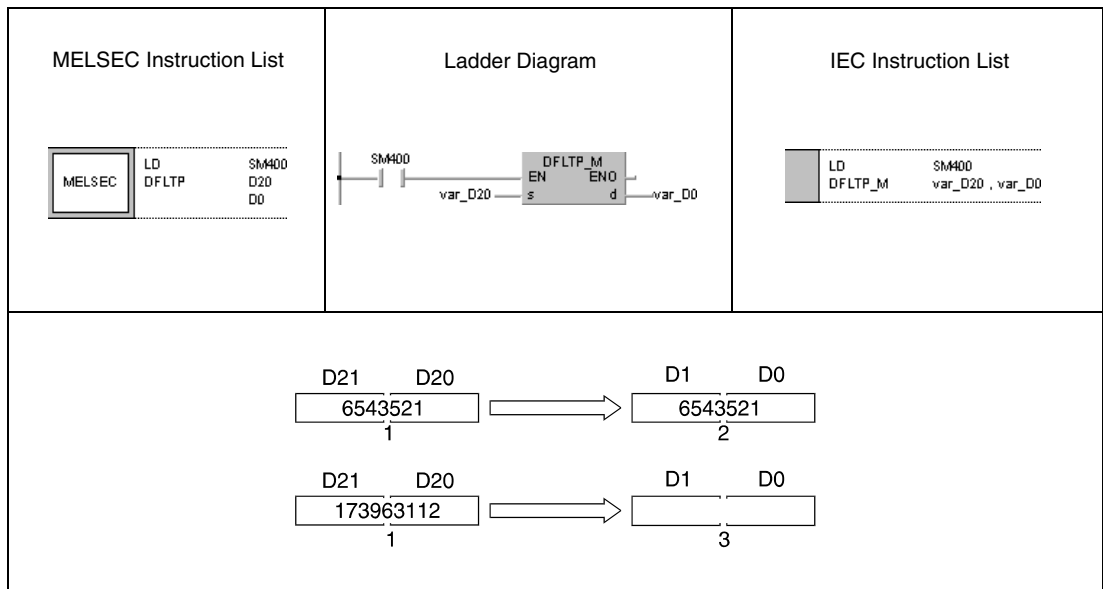 MELSEC Instruction List
Ladder Diagram
IEC Instruction List
MELSEC
LD SM400
DFLTP D20
D0
SM400
DFLTP_M
EN ENO
var_D20 s d var_D0
LD SM400
DFLTP_M var_D20 , var_D0
D21 D20 D1 D0
6543521 6543521
1 2
D21 D20 D1 D0
173963112
1 3